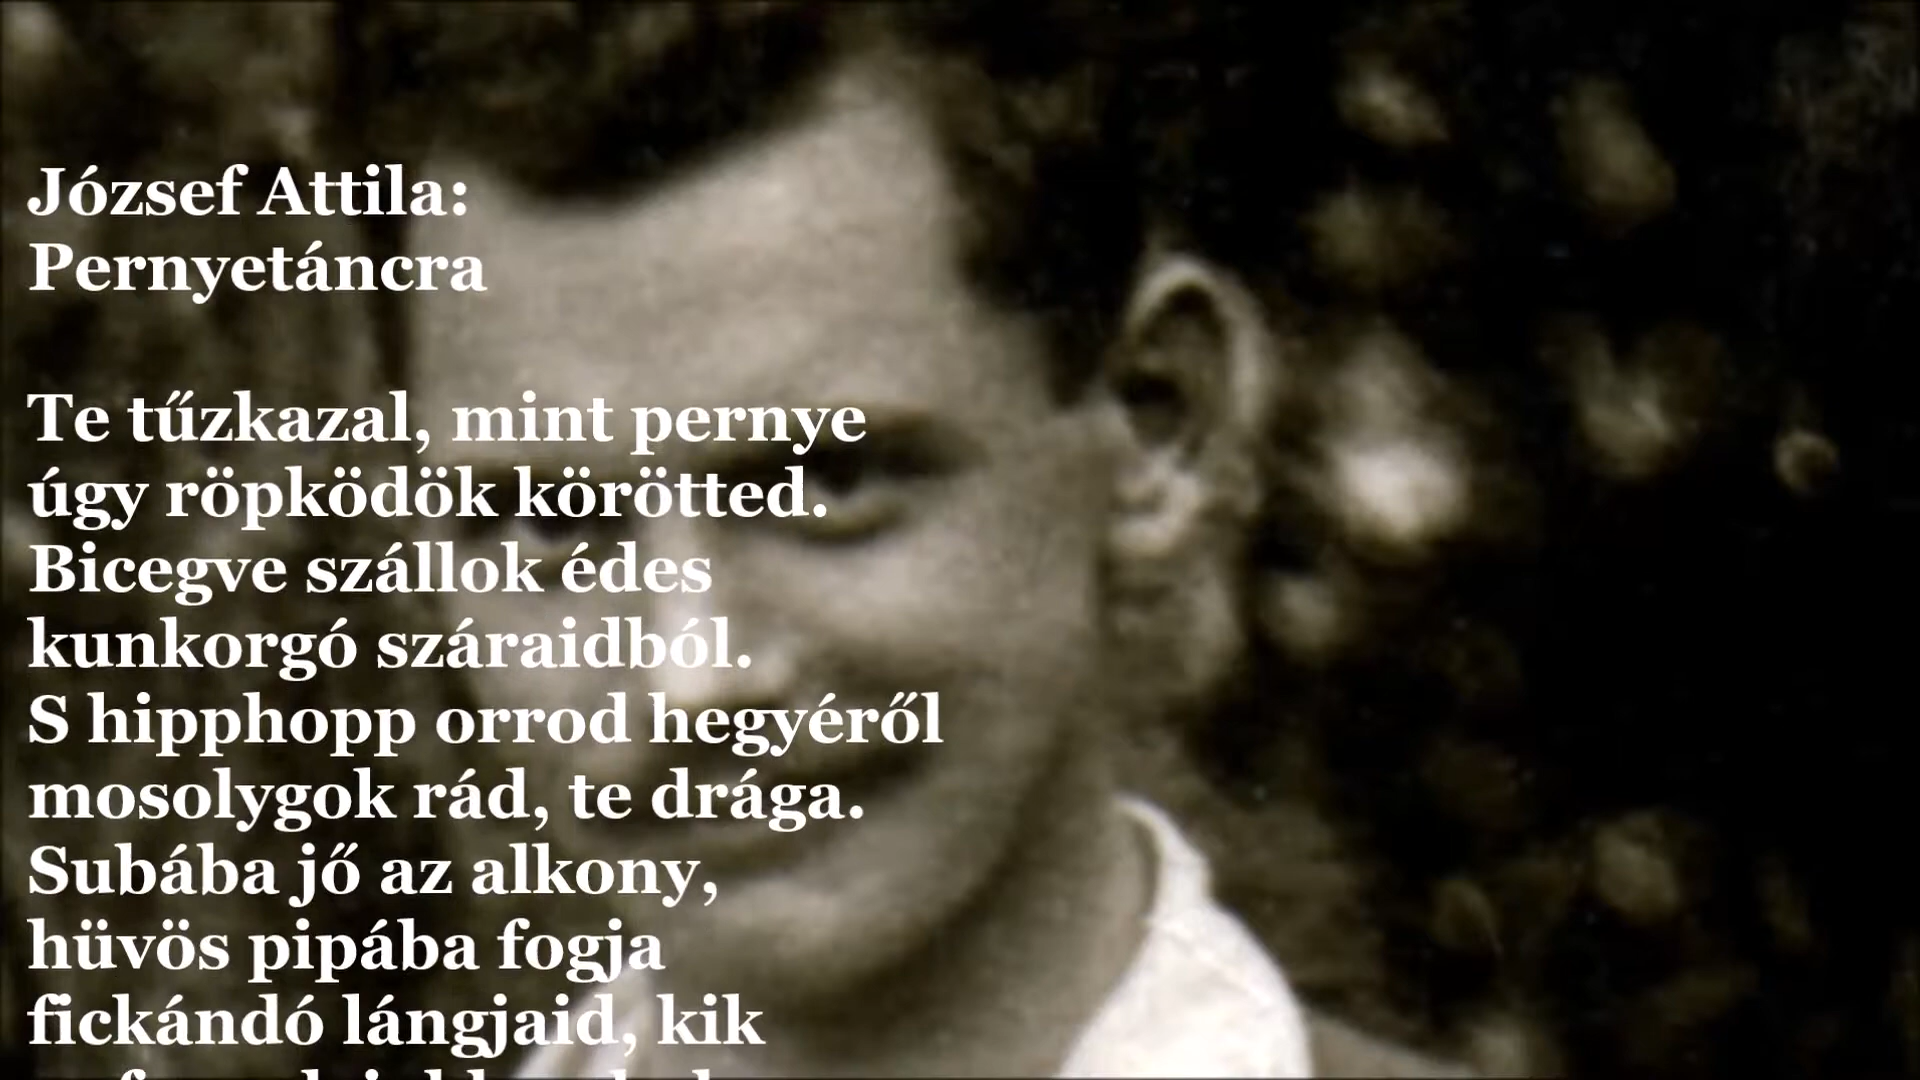 József Attila:
Pernyetáncra
Te tűzkazal, mint pernye
úgy röpködök körötted.
Bicegve szállok édes
kunkorgó száraidból.
S hipphopp orrod hegyéről
mosolygok rád, te drága.
Subába jő az alkony,
hüvös pipába fogja
fickándó lángjaid, kik